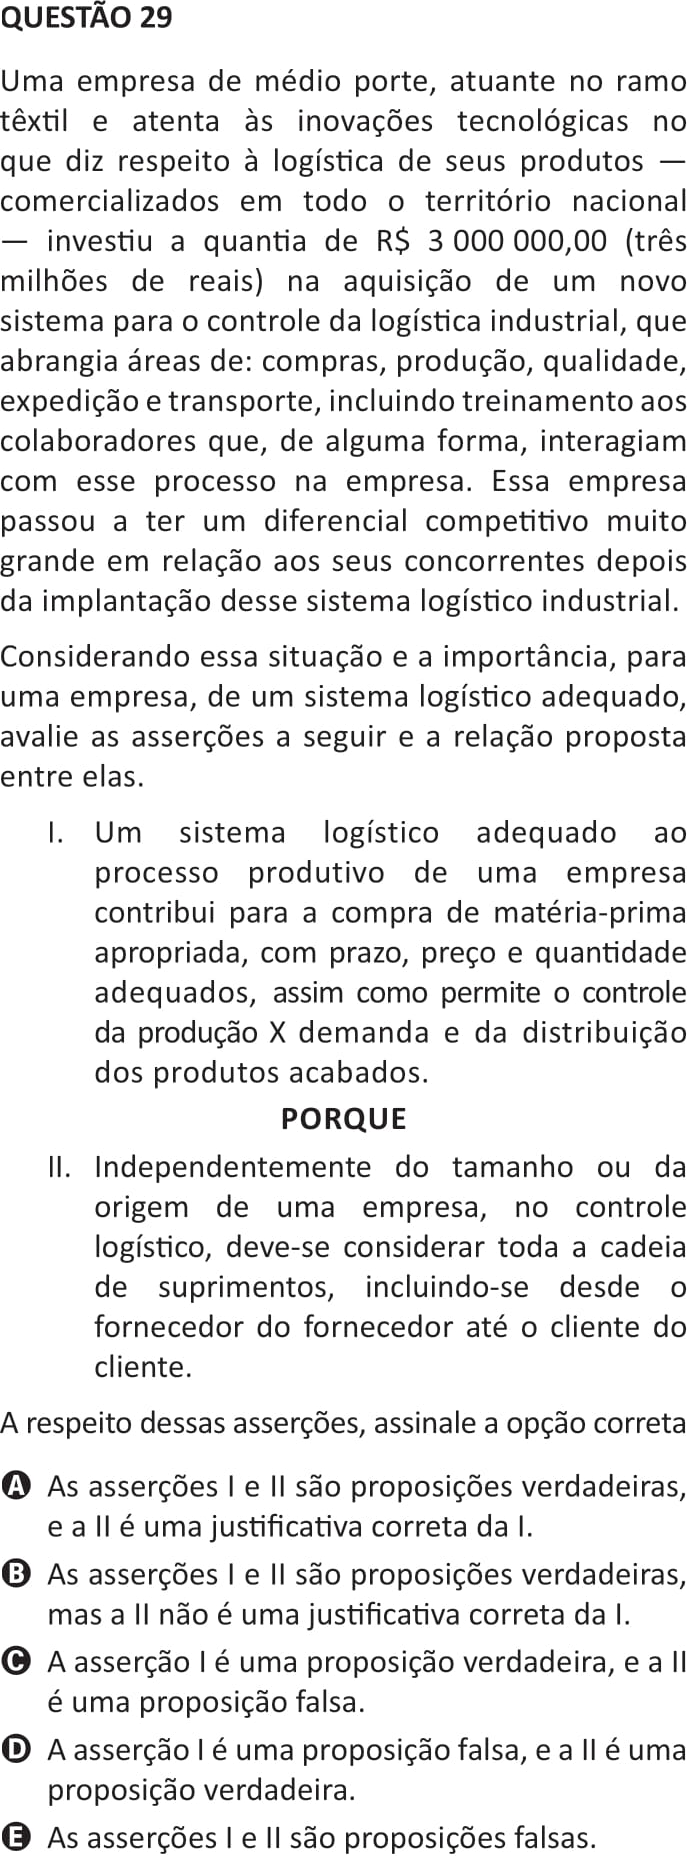 QUESTÃO 29
Uma empresa de médio porte, atuante no ramo
têxtil e atenta às inovações tecnológicas no
que diz respeito à logística de seus produtos —
comercializados em todo o território nacional
— investiu a quantia de R$ 3 000 000,00 (três
milhões de reais) na aquisição de um novo
sistema para o controle da logística industrial, que
abrangia áreas de: compras, produção, qualidade,
expedição e transporte, incluindo treinamento aos
colaboradores que, de alguma forma, interagiam
com esse processo na empresa. Essa empresa
passou a ter um diferencial competitivo muito
grande em relação aos seus concorrentes depois
da implantação desse sistema logístico industrial.
Considerando essa situação e a importância, para
uma empresa, de um sistema logístico adequado,
avalie as asserções a seguir e a relação proposta
entre elas.
I. Um sistema logístico adequado ao
processo produtivo de uma empresa
contribui para a compra de matéria-prima
apropriada, com prazo, preço e quantidade
adequados, assim como permite o controle
da produção X demanda e da distribuição
dos produtos acabados.
PORQUE
II. Independentemente do tamanho ou da
origem de uma empresa, no controle
logístico, deve-se considerar toda a cadeia
de suprimentos, incluindo-se desde o
fornecedor do fornecedor até o cliente do
cliente.
A respeito dessas asserções, assinale a opção correta
A As asserções I e II são proposições verdadeiras,
e a II é uma justificativa correta da I.
B As asserções I e II são proposições verdadeiras,
mas a II não é uma justificativa correta da I.
C A asserção I é uma proposição verdadeira, e a II
é uma proposição falsa.
D A asserção I é uma proposição falsa, e a II é uma
proposição verdadeira.
E As asserções I e II são proposições falsas.